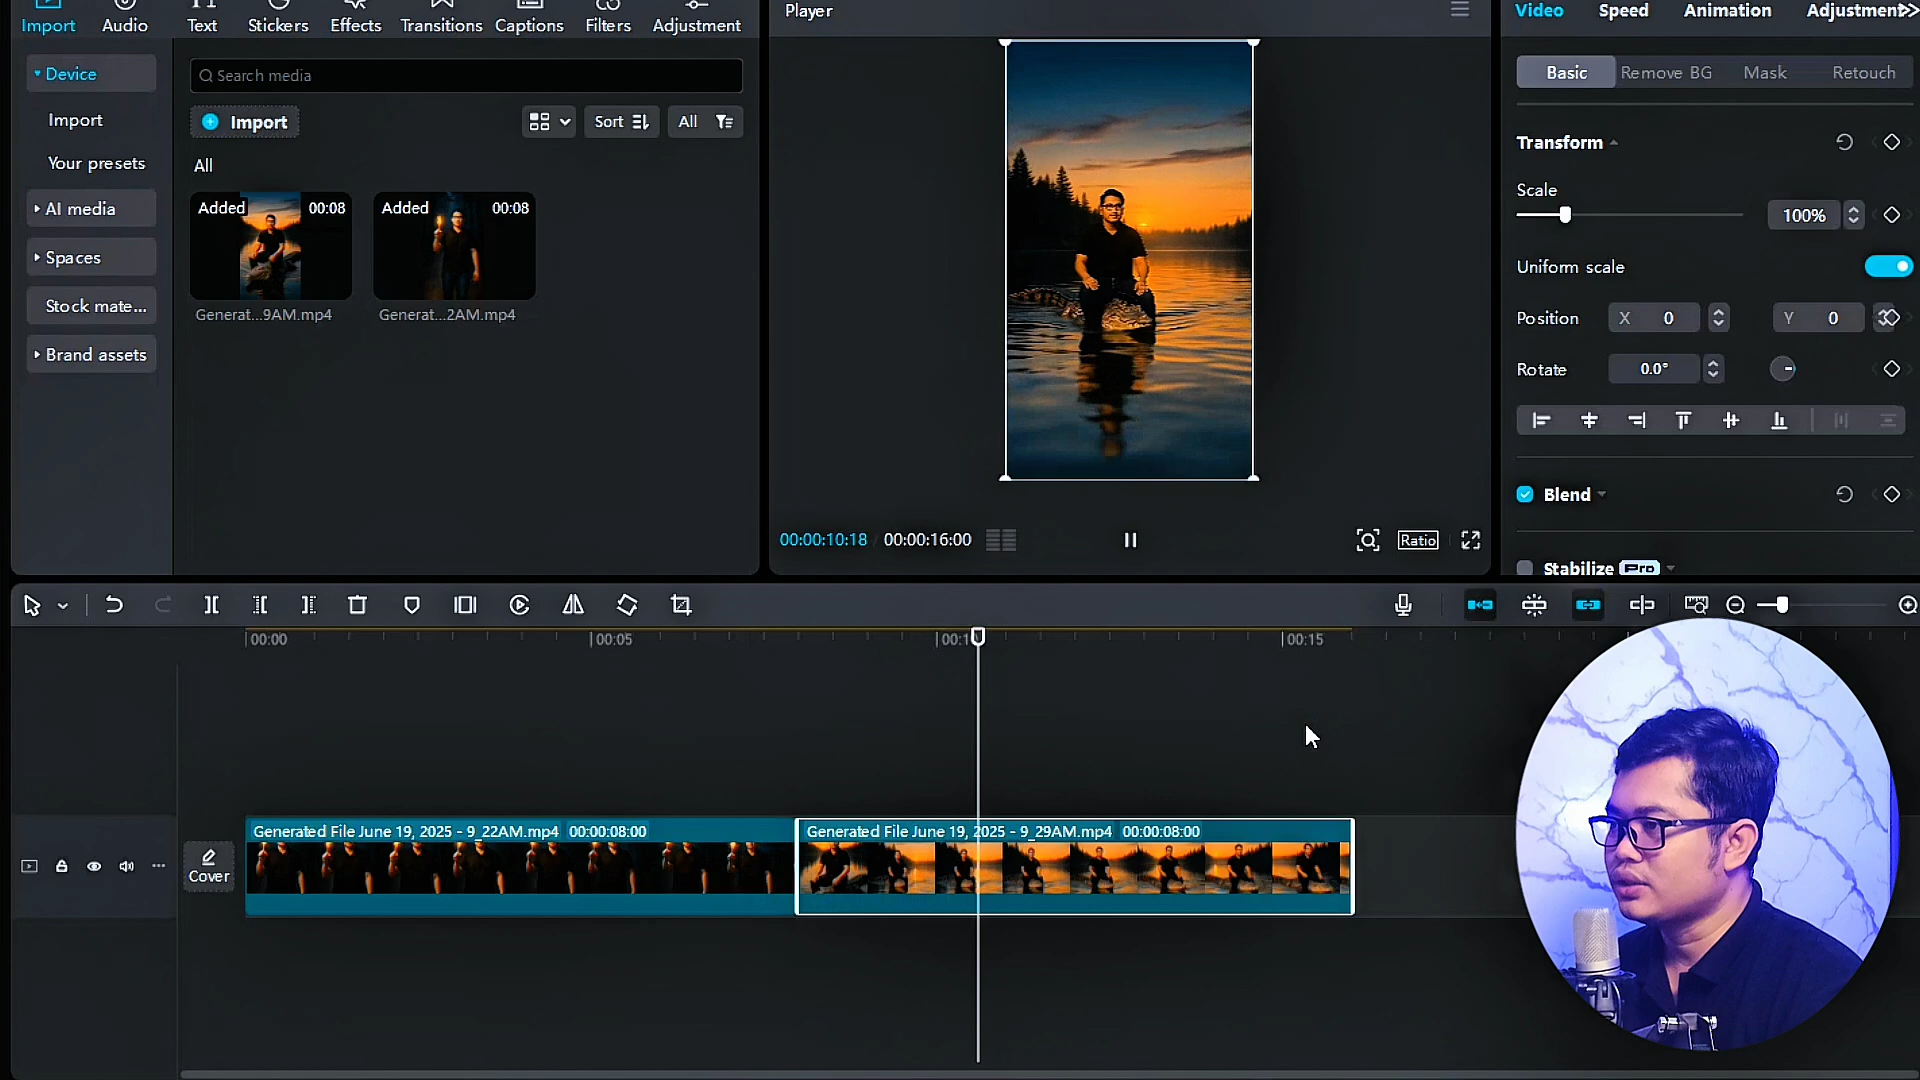 Import
Audio
Text
Stickers
Effects
Transitions
Captions
Filters
Adjustment
Device
Import
Your presets
AI media
Spaces
Stock mate...
Brand assets
Search media
Import
Sort
All
All
Added 00:08
Added 00:08
Generat...9AM.mp4
Generat...2AM.mp4
Player
00:00:10:18 / 00:00:16:00
Ratio
Video
Speed
Animation
Adjustment
Basic
Remove BG
Mask
Retouch
Transform
Scale
100%
Uniform scale
Position X 0 Y 0
Rotate 0.0°
Blend
Stabilize Pro
00:00
00:05
00:15
Cover
Generated File June 19, 2025 - 9_22AM.mp4 00:00:08:00
Generated File June 19, 2025 - 9_29AM.mp4 00:00:08:00